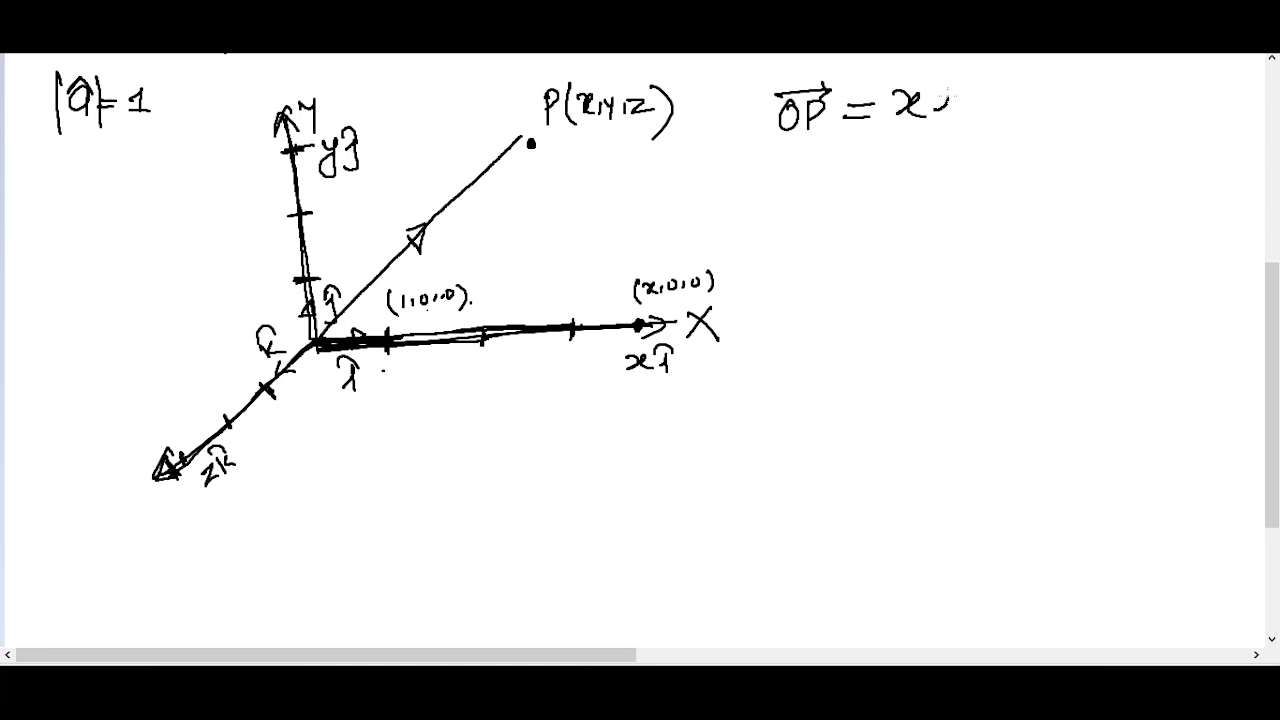 |â|= 1
Y
P(x,y,z)
OP⃗ = x
yĵ
ĵ
(1,0,0).
(x,0,0)
X
k̂
î
xî
zk̂